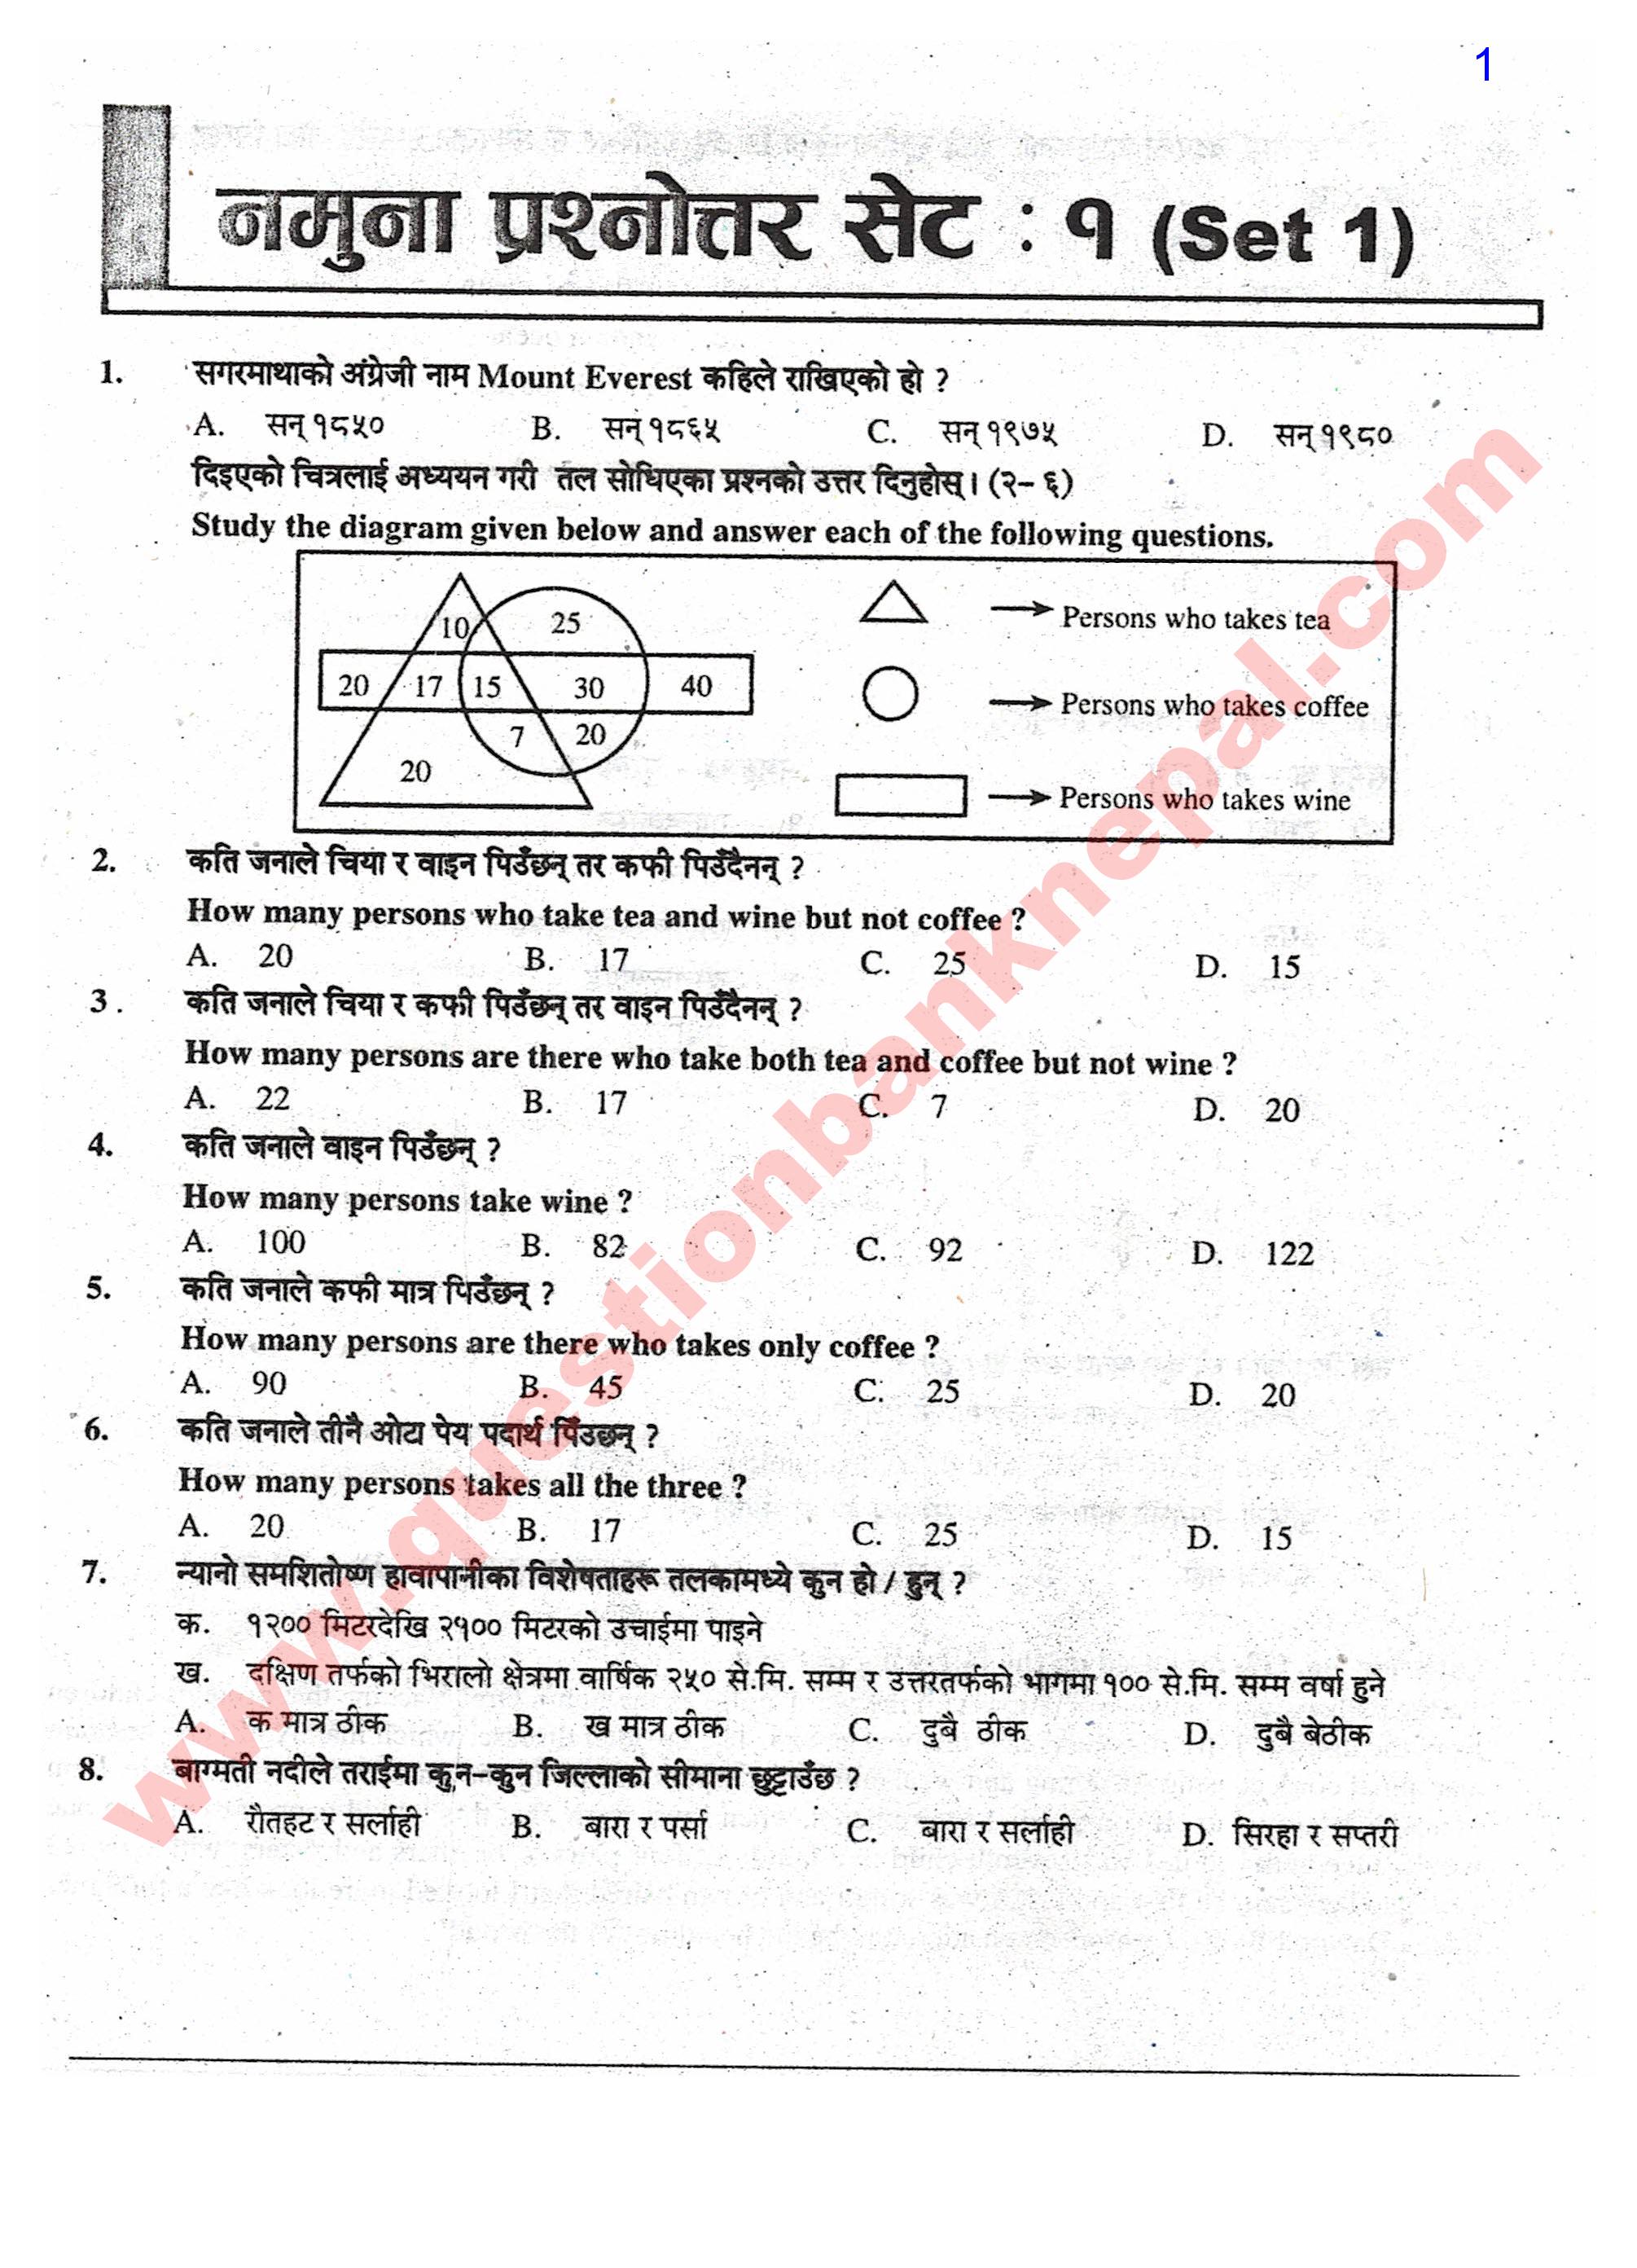 1
नमुना प्रश्नोत्तर सेट : १ (Set 1)
1. सगरमाथाको अंग्रेजी नाम Mount Everest कहिले राखिएको हो ?
A. सन् १८५० B. सन् १८६५ C. सन् १९७५ D. सन् १९८०
दिइएको चित्रलाई अध्ययन गरी तल सोधिएका प्रश्नको उत्तर दिनुहोस्। (२- ६)
Study the diagram given below and answer each of the following questions.
10 25
20 17 15 30 40
7 20
20
Persons who takes tea
Persons who takes coffee
Persons who takes wine
2. कति जनाले चिया र वाइन पिउँछन् तर कफी पिउँदैनन् ?
How many persons who take tea and wine but not coffee ?
A. 20 B. 17 C. 25 D. 15
3. कति जनाले चिया र कफी पिउँछन् तर वाइन पिउँदैनन् ?
How many persons are there who take both tea and coffee but not wine ?
A. 22 B. 17 C. 7 D. 20
4. कति जनाले वाइन पिउँछन् ?
How many persons take wine ?
A. 100 B. 82 C. 92 D. 122
5. कति जनाले कफी मात्र पिउँछन् ?
How many persons are there who takes only coffee ?
A. 90 B. 45 C. 25 D. 20
6. कति जनाले तीनै ओटा पेय पदार्थ पिँउछन् ?
How many persons takes all the three ?
A. 20 B. 17 C. 25 D. 15
7. न्यानो समशितोष्ण हावापानीका विशेषताहरू तलकामध्ये कुन हो / हुन् ?
क. १२०० मिटरदेखि २१०० मिटरको उचाईमा पाइने
ख. दक्षिण तर्फको भिरालो क्षेत्रमा वार्षिक २५० से.मि. सम्म र उत्तरतर्फको भागमा १०० से.मि. सम्म वर्षा हुने
A. क मात्र ठीक B. ख मात्र ठीक C. दुबै ठीक D. दुबै बेठीक
8. बाग्मती नदीले तराईमा कुन-कुन जिल्लाको सीमाना छुट्टाउँछ ?
A. रौतहट र सर्लाही B. बारा र पर्सा C. बारा र सर्लाही D. सिरहा र सप्तरी
www.questionbanknepal.com